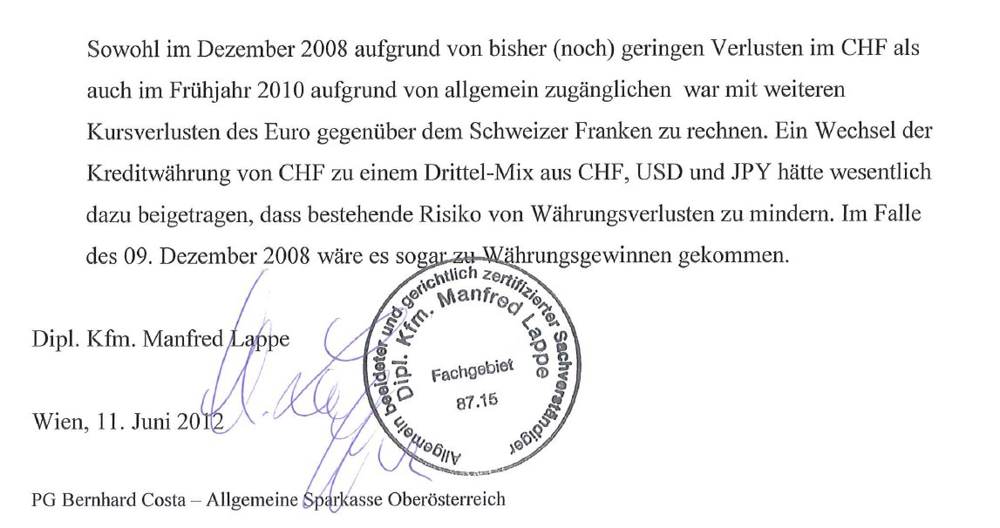 Sowohl im Dezember 2008 aufgrund von bisher (noch) geringen Verlusten im CHF als
auch im Frühjahr 2010 aufgrund von allgemein zugänglichen war mit weiteren
Kursverlusten des Euro gegenüber dem Schweizer Franken zu rechnen. Ein Wechsel der
Kreditwährung von CHF zu einem Drittel-Mix aus CHF, USD und JPY hätte wesentlich
dazu beigetragen, dass bestehende Risiko von Währungsverlusten zu mindern. Im Falle
des 09. Dezember 2008 wäre es sogar zu Währungsgewinnen gekommen.
Allgemein beeideter und gerichtlich zertifizierter Sachverständiger
Dipl. Kfm. Manfred Lappe
Fachgebiet
87.15
Dipl. Kfm. Manfred Lappe
Wien, 11. Juni 2012
PG Bernhard Costa – Allgemeine Sparkasse Oberösterreich